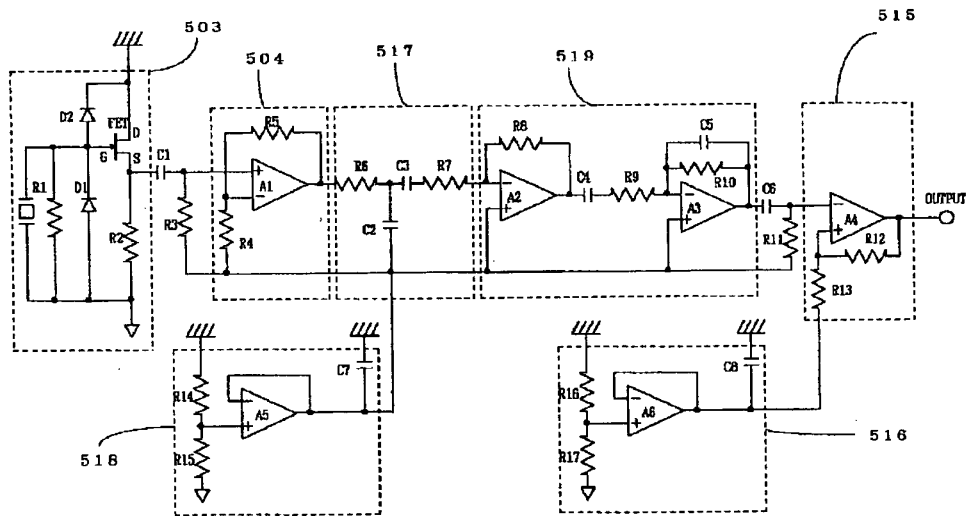 503
504
517
519
515
D2
FET
D
G
S
R1
D1
R2
C1
R3
R5
A1
R4
R6
C3
R7
C2
R8
A2
C4
R9
C5
R10
A3
C6
R11
A4
R12
R13
OUTPUT
R14
A5
C7
R15
518
R16
A6
C8
R17
516